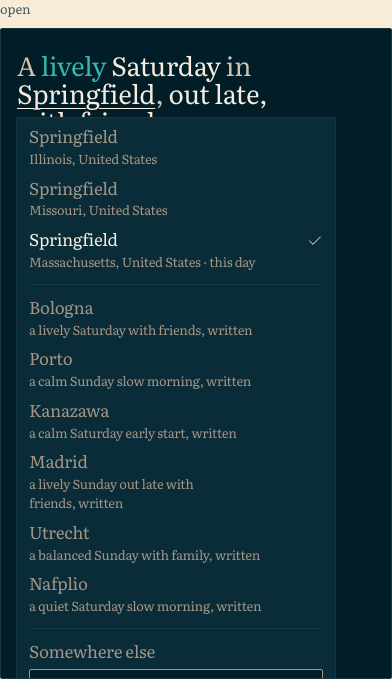 open
A lively Saturday in
Springfield, out late,
with friend
Springfield
Illinois, United States
Springfield
Missouri, United States
Springfield
Massachusetts, United States · this day
Bologna
a lively Saturday with friends, written
Porto
a calm Sunday slow morning, written
Kanazawa
a calm Saturday early start, written
Madrid
a lively Sunday out late with
friends, written
Utrecht
a balanced Sunday with family, written
Nafplio
a quiet Saturday slow morning, written
Somewhere else